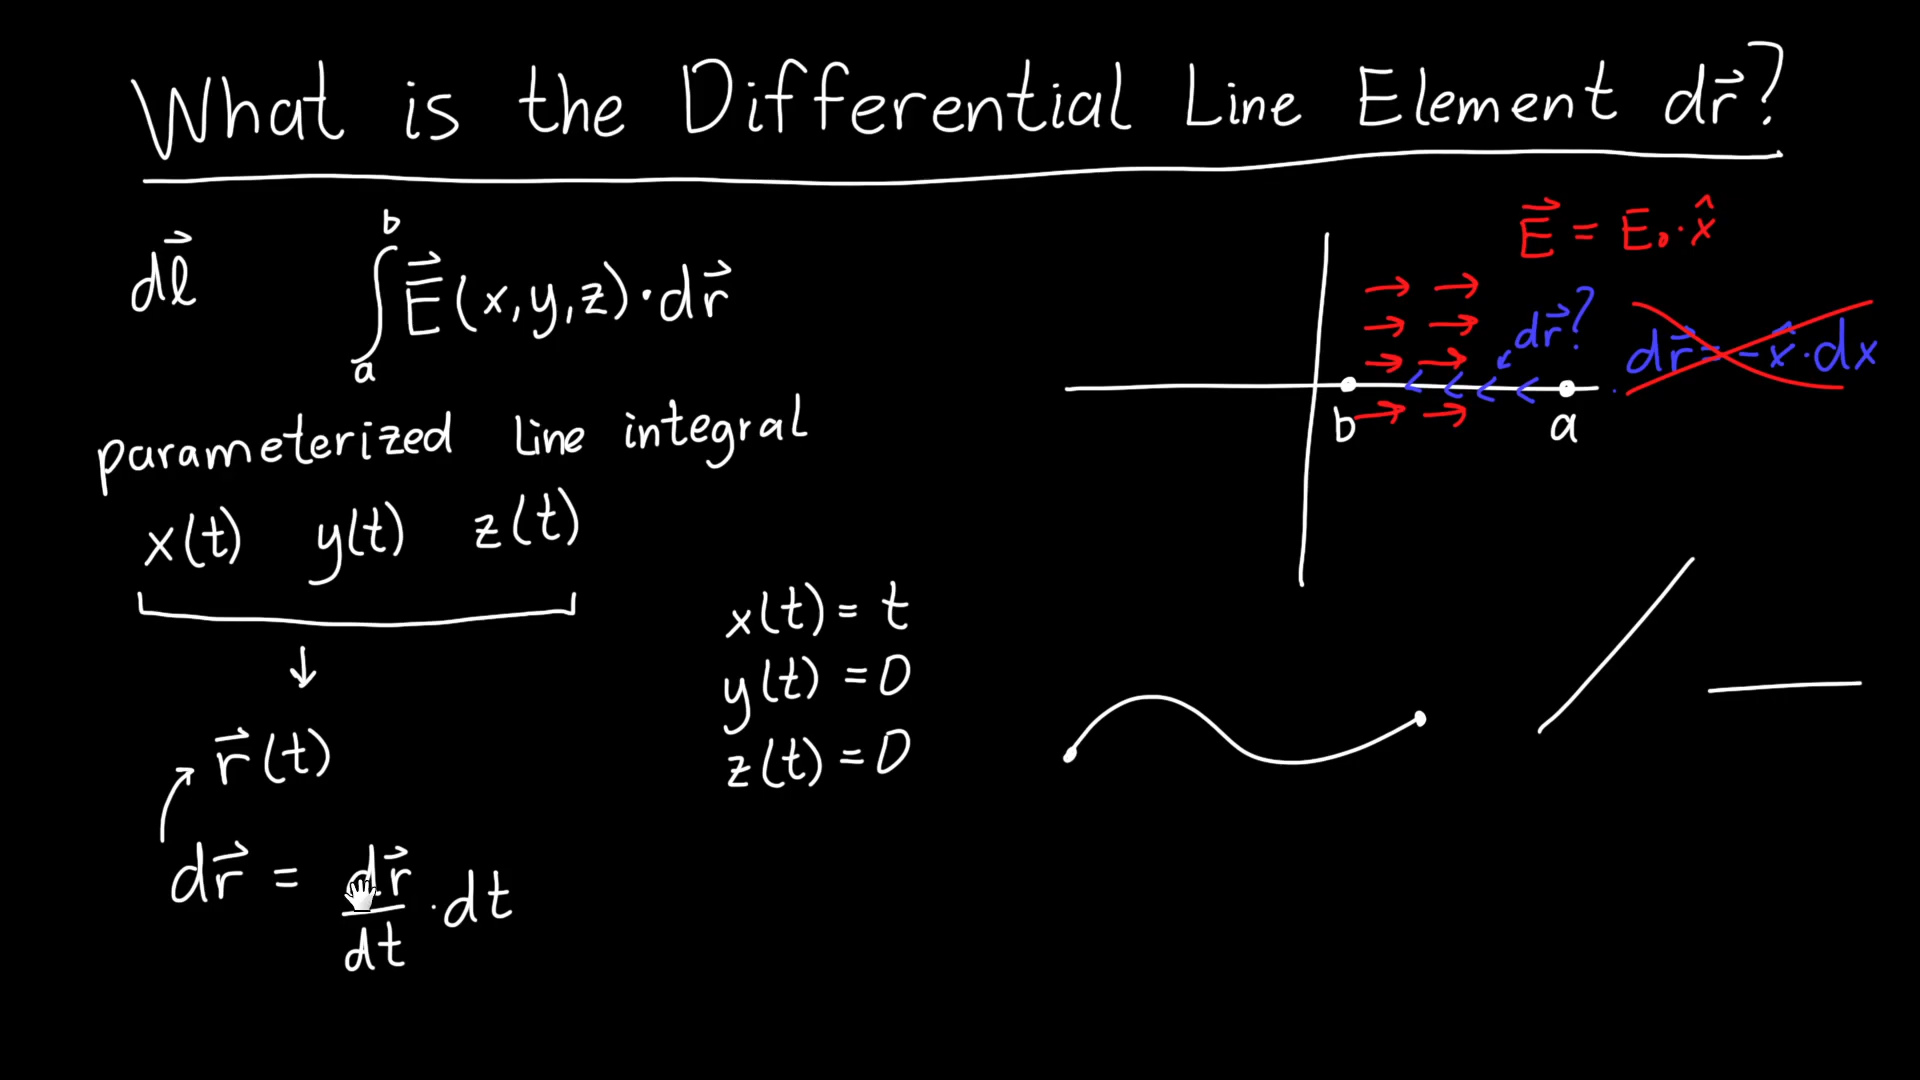 What is the Differential Line Element dr⃗?
dl⃗
∫ₐᵇ E⃗(x,y,z)·dr⃗
parameterized line integral
x(t) y(t) z(t)
↓
r⃗(t)
dr⃗ = dr⃗/dt · dt
x(t) = t
y(t) = 0
z(t) = 0
E⃗ = E₀·x̂
dr⃗?
dr⃗ = -x̂·dx
b a